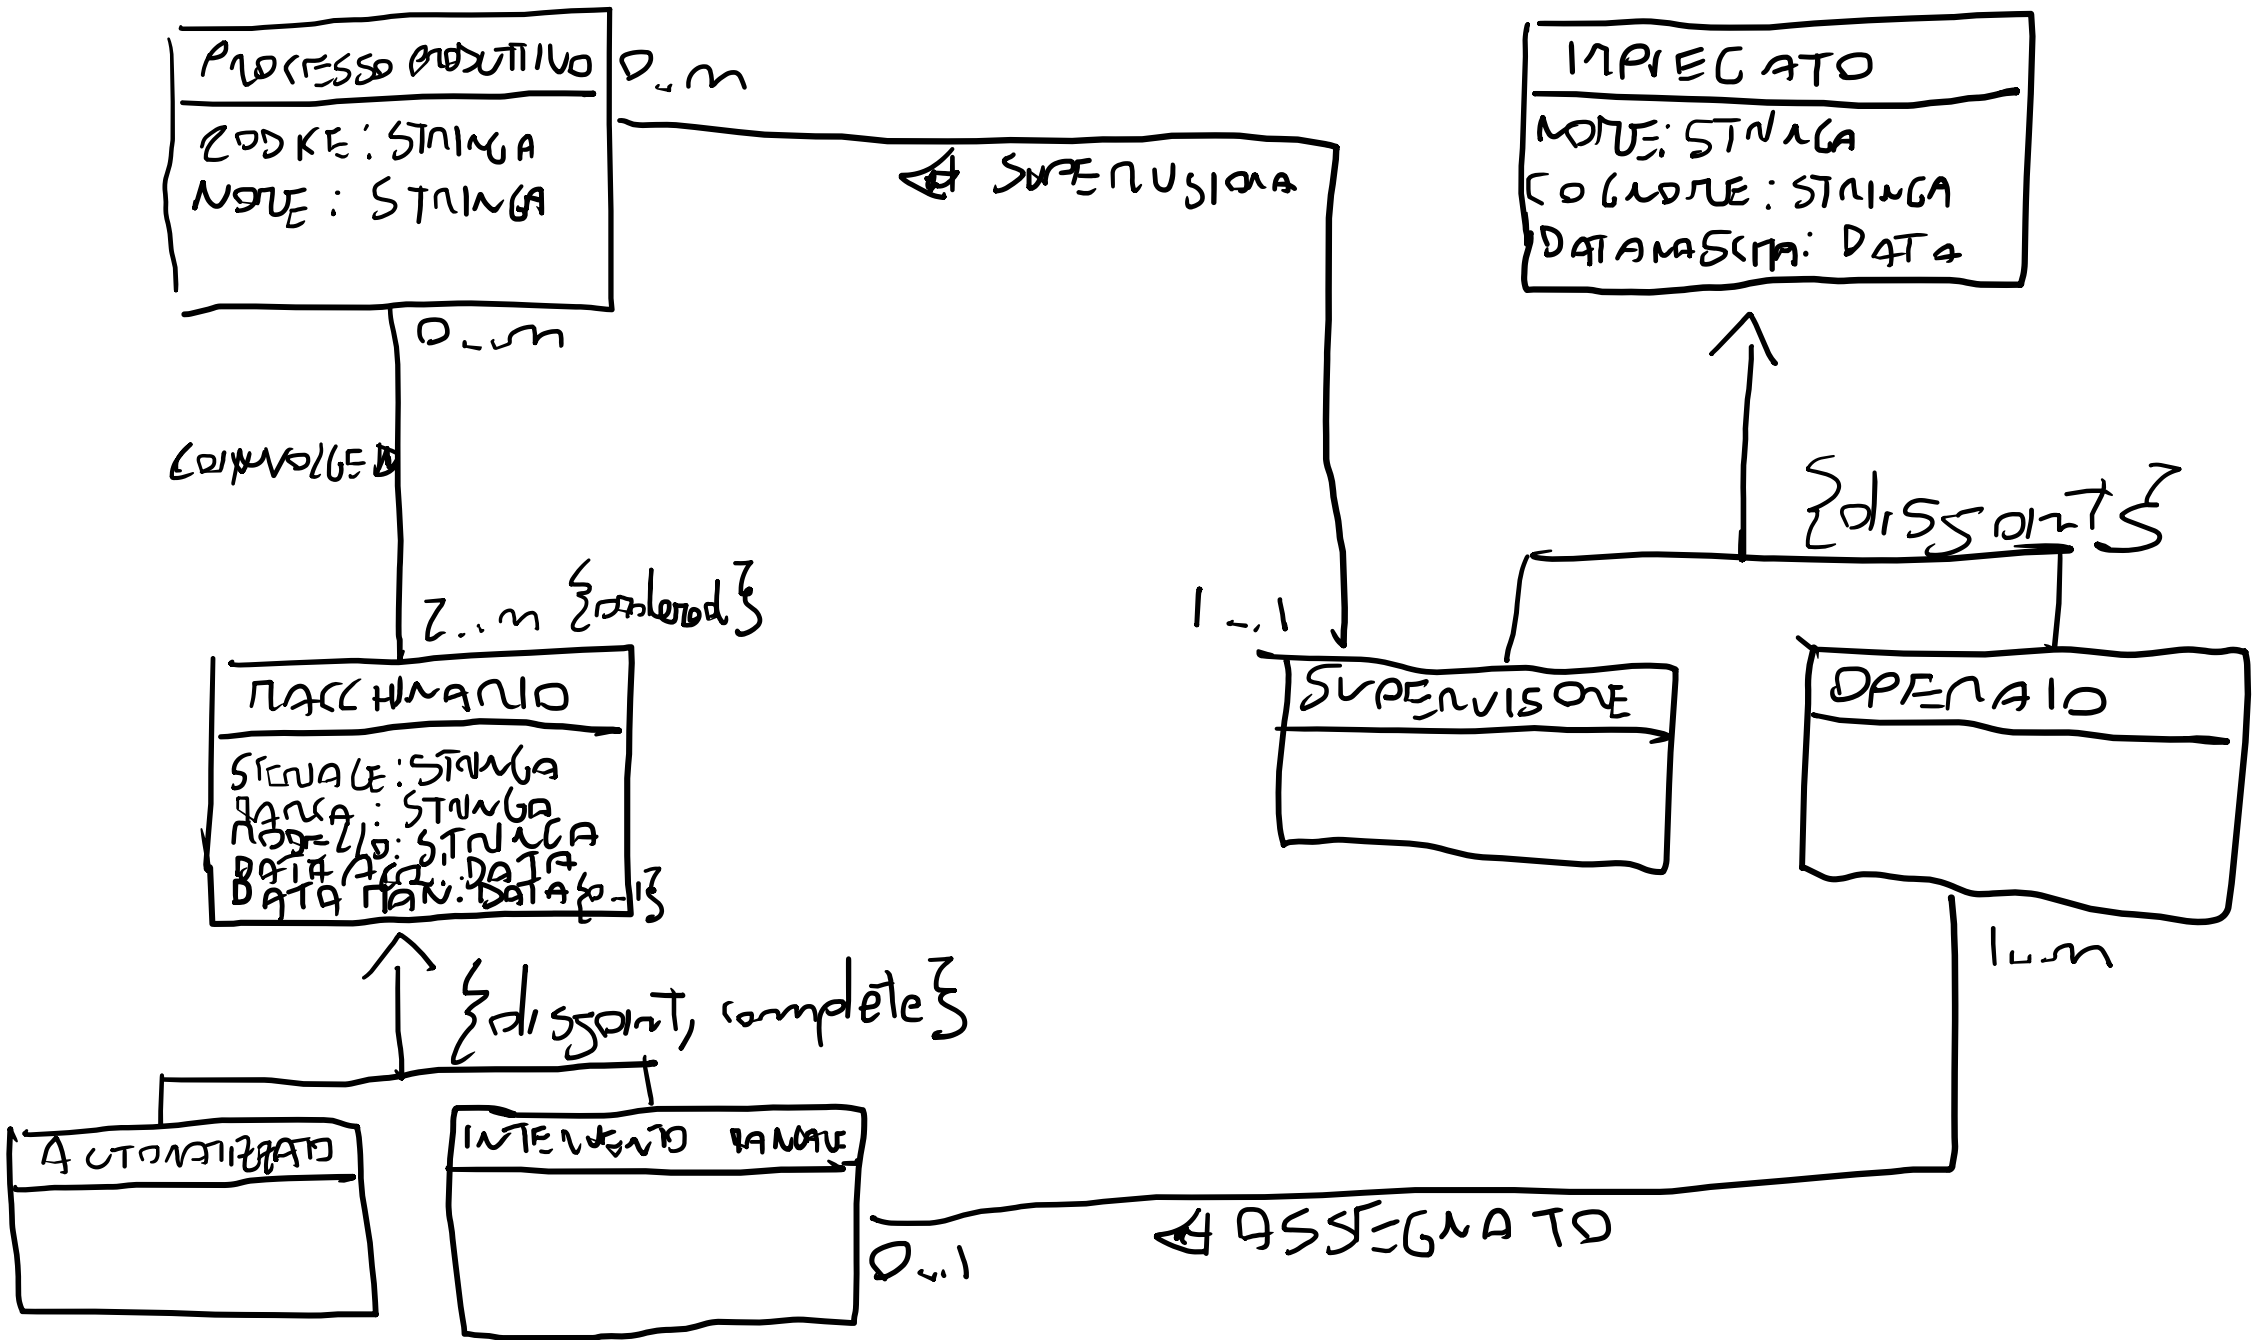 PROCESSO PRODUTTIVO
CODICE: STRINGA
NOME: STRINGA
0..m
0..m
SUPERVISIONA
IMPIEGATO
NOME: STRINGA
COGNOME: STRINGA
DATANASCITA: DATA
COINVOLGE
{disgoint}
2..m {ordered}
1..1
MACCHINARIO
SERIALE: STRINGA
MARCA: STRINGA
MODELLO: STRINGA
DATA ACQ.: DATA
DATA MAN.: DATA {0..1}
SUPERVISORE
OPERAIO
1..m
{disgoint, complete}
AUTOMATIZZATO
INTERVENTO MANUALE
0..1
ASSEGNATO